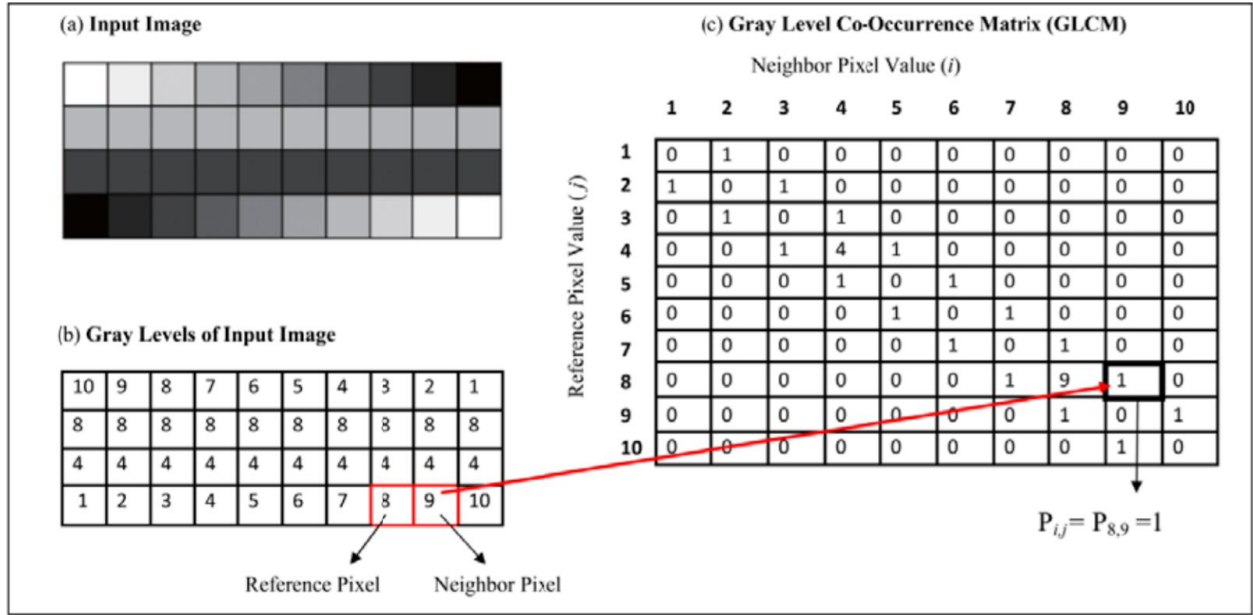 (a) Input Image
(b) Gray Levels of Input Image
10 9 8 7 6 5 4 3 2 1
8 8 8 8 8 8 8 8 8 8
4 4 4 4 4 4 4 4 4 4
1 2 3 4 5 6 7 8 9 10
Reference Pixel
Neighbor Pixel
(c) Gray Level Co-Occurrence Matrix (GLCM)
Neighbor Pixel Value (i)
1 2 3 4 5 6 7 8 9 10
Reference Pixel Value (j)
1 0 1 0 0 0 0 0 0 0 0
2 1 0 1 0 0 0 0 0 0 0
3 0 1 0 1 0 0 0 0 0 0
4 0 0 1 4 1 0 0 0 0 0
5 0 0 0 1 0 1 0 0 0 0
6 0 0 0 0 1 0 1 0 0 0
7 0 0 0 0 0 1 0 1 0 0
8 0 0 0 0 0 0 1 9 1 0
9 0 0 0 0 0 0 0 1 0 1
10 0 0 0 0 0 0 0 0 1 0
Pi,j= P8,9 =1